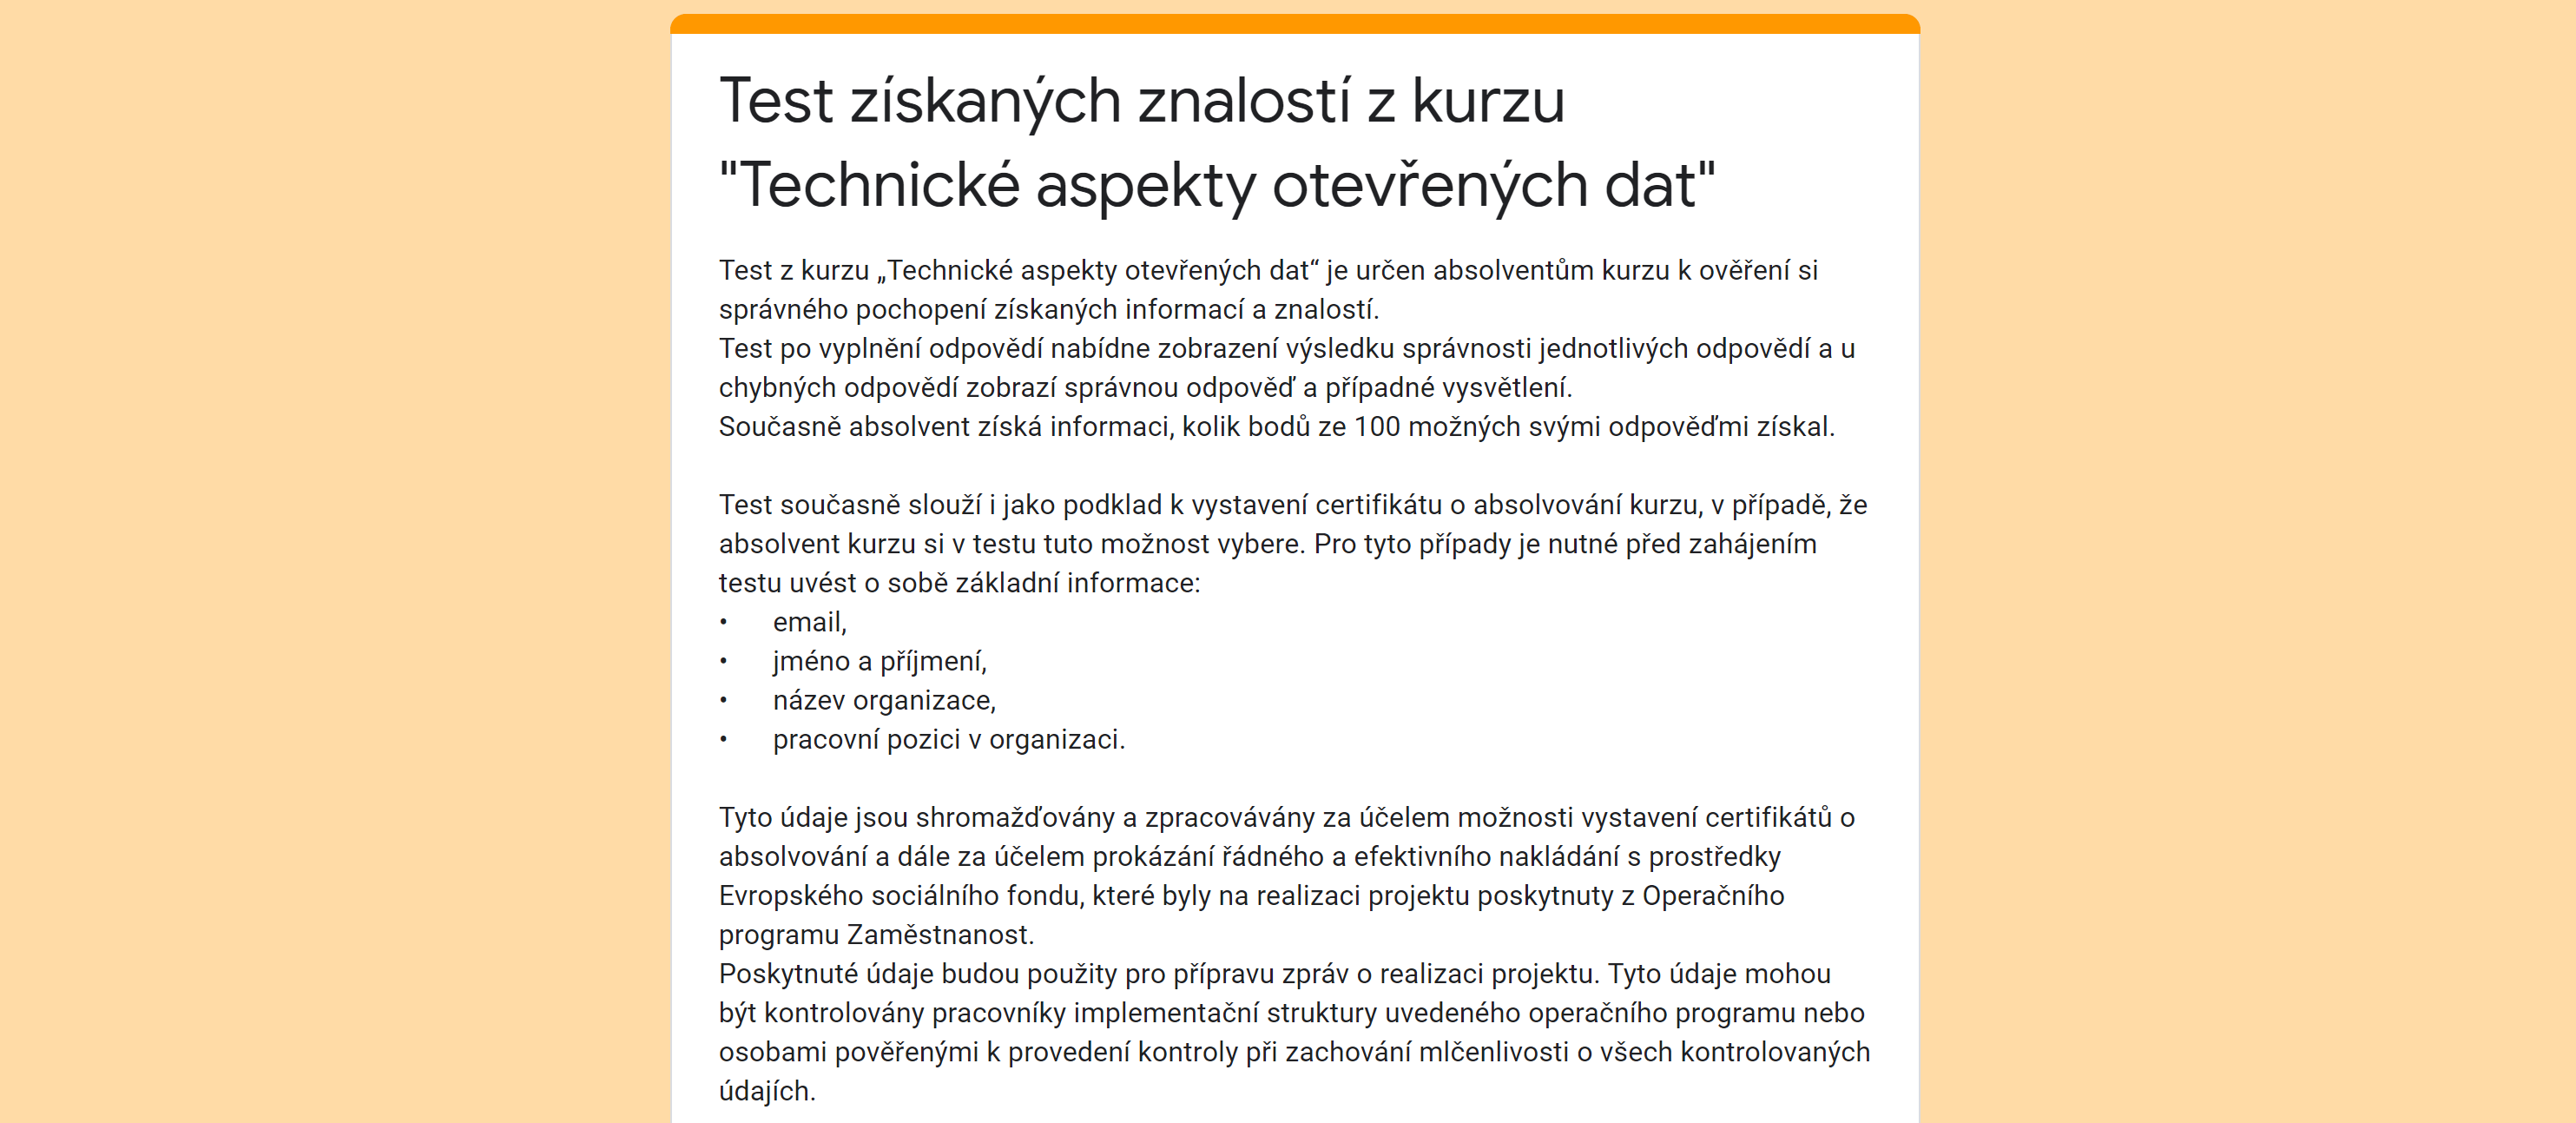 Test získaných znalostí z kurzu
"Technické aspekty otevřených dat"
Test z kurzu „Technické aspekty otevřených dat“ je určen absolventům kurzu k ověření si
správného pochopení získaných informací a znalostí.
Test po vyplnění odpovědí nabídne zobrazení výsledku správnosti jednotlivých odpovědí a u
chybných odpovědí zobrazí správnou odpověď a případné vysvětlení.
Současně absolvent získá informaci, kolik bodů ze 100 možných svými odpověďmi získal.
Test současně slouží i jako podklad k vystavení certifikátu o absolvování kurzu, v případě, že
absolvent kurzu si v testu tuto možnost vybere. Pro tyto případy je nutné před zahájením
testu uvést o sobě základní informace:
• email,
• jméno a příjmení,
• název organizace,
• pracovní pozici v organizaci.
Tyto údaje jsou shromažďovány a zpracovávány za účelem možnosti vystavení certifikátů o
absolvování a dále za účelem prokázání řádného a efektivního nakládání s prostředky
Evropského sociálního fondu, které byly na realizaci projektu poskytnuty z Operačního
programu Zaměstnanost.
Poskytnuté údaje budou použity pro přípravu zpráv o realizaci projektu. Tyto údaje mohou
být kontrolovány pracovníky implementační struktury uvedeného operačního programu nebo
osobami pověřenými k provedení kontroly při zachování mlčenlivosti o všech kontrolovaných
údajích.